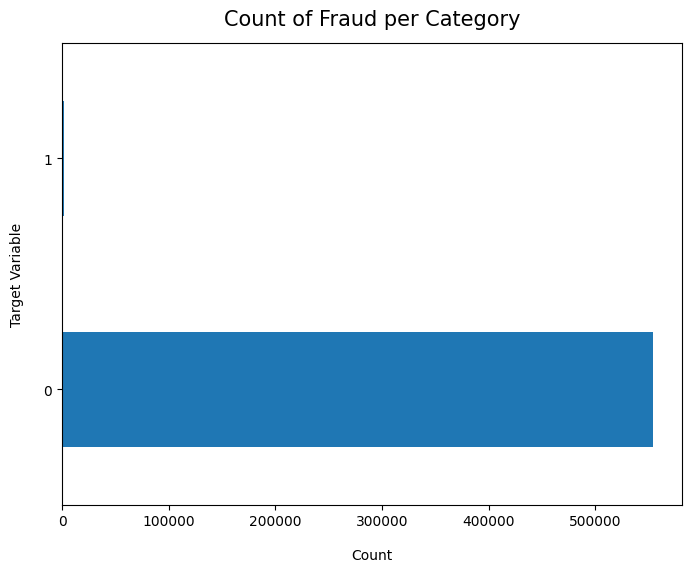 Count of Fraud per Category
1
Target Variable
0
0 100000 200000 300000 400000 500000
Count